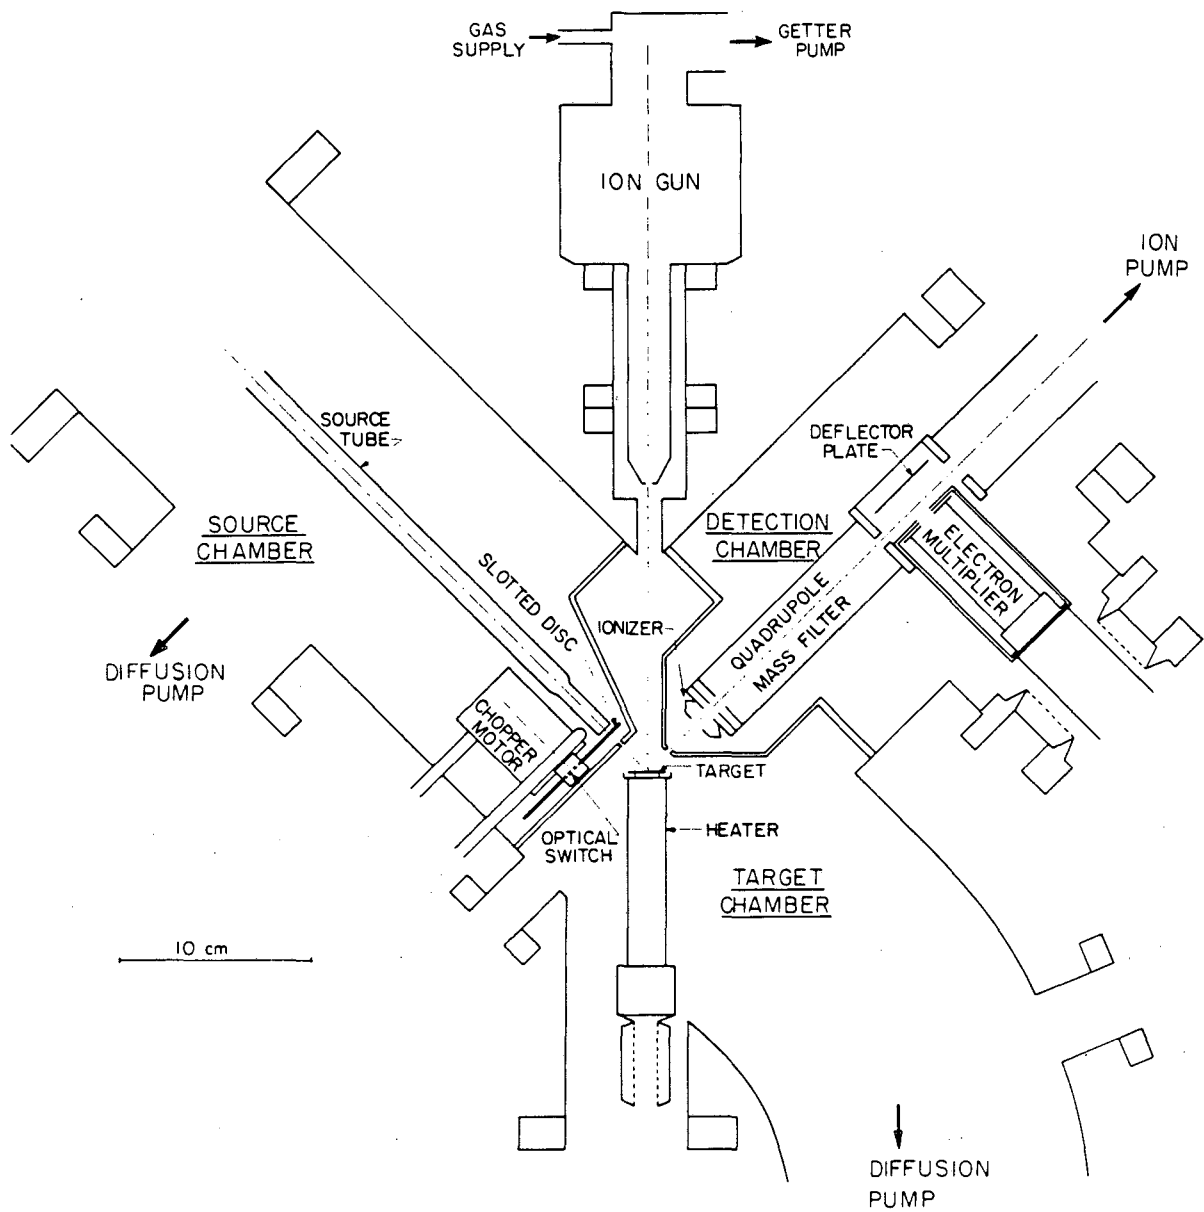 GAS
SUPPLY
GETTER
PUMP
ION GUN
ION
PUMP
SOURCE
TUBE
DEFLECTOR
PLATE
SOURCE
CHAMBER
DETECTION
CHAMBER
ELECTRON
MULTIPLIER
SLOTTED DISC
IONIZER
QUADRUPOLE
MASS FILTER
DIFFUSION
PUMP
CHOPPER
MOTOR
TARGET
OPTICAL
SWITCH
HEATER
TARGET
CHAMBER
10 cm
DIFFUSION
PUMP